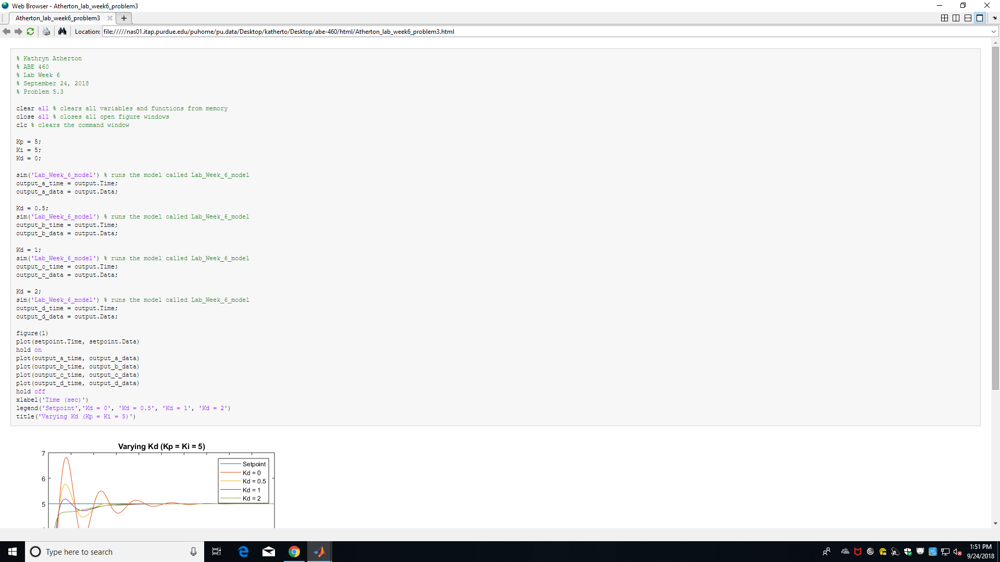 Web Browser - Atherton_lab_week6_problem3
Atherton_lab_week6_problem3
Location: file://///nas01.itap.purdue.edu/puhome/pu.data/Desktop/katherto/Desktop/abe-460/html/Atherton_lab_week6_problem3.html
% Kathryn Atherton
% ABE 460
% Lab Week 6
% September 24, 2018
% Problem 5.3
clear all % clears all variables and functions from memory
close all % closes all open figure windows
clc % clears the command window
Kp = 5;
Ki = 5;
Kd = 0;
sim('Lab_Week_6_model') % runs the model called Lab_Week_6_model
output_a_time = output.Time;
output_a_data = output.Data;
Kd = 0.5;
sim('Lab_Week_6_model') % runs the model called Lab_Week_6_model
output_b_time = output.Time;
output_b_data = output.Data;
Kd = 1;
sim('Lab_Week_6_model') % runs the model called Lab_Week_6_model
output_c_time = output.Time;
output_c_data = output.Data;
Kd = 2;
sim('Lab_Week_6_model') % runs the model called Lab_Week_6_model
output_d_time = output.Time;
output_d_data = output.Data;
figure(1)
plot(setpoint.Time, setpoint.Data)
hold on
plot(output_a_time, output_a_data)
plot(output_b_time, output_b_data)
plot(output_c_time, output_c_data)
plot(output_d_time, output_d_data)
hold off
xlabel('Time (sec)')
legend('Setpoint','Kd = 0', 'Kd = 0.5', 'Kd = 1', 'Kd = 2')
title('Varying Kd (Kp = Ki = 5)')
Varying Kd (Kp = Ki = 5)
7
6
5
Setpoint
Kd = 0
Kd = 0.5
Kd = 1
Kd = 2
Type here to search
1:51 PM
9/24/2018